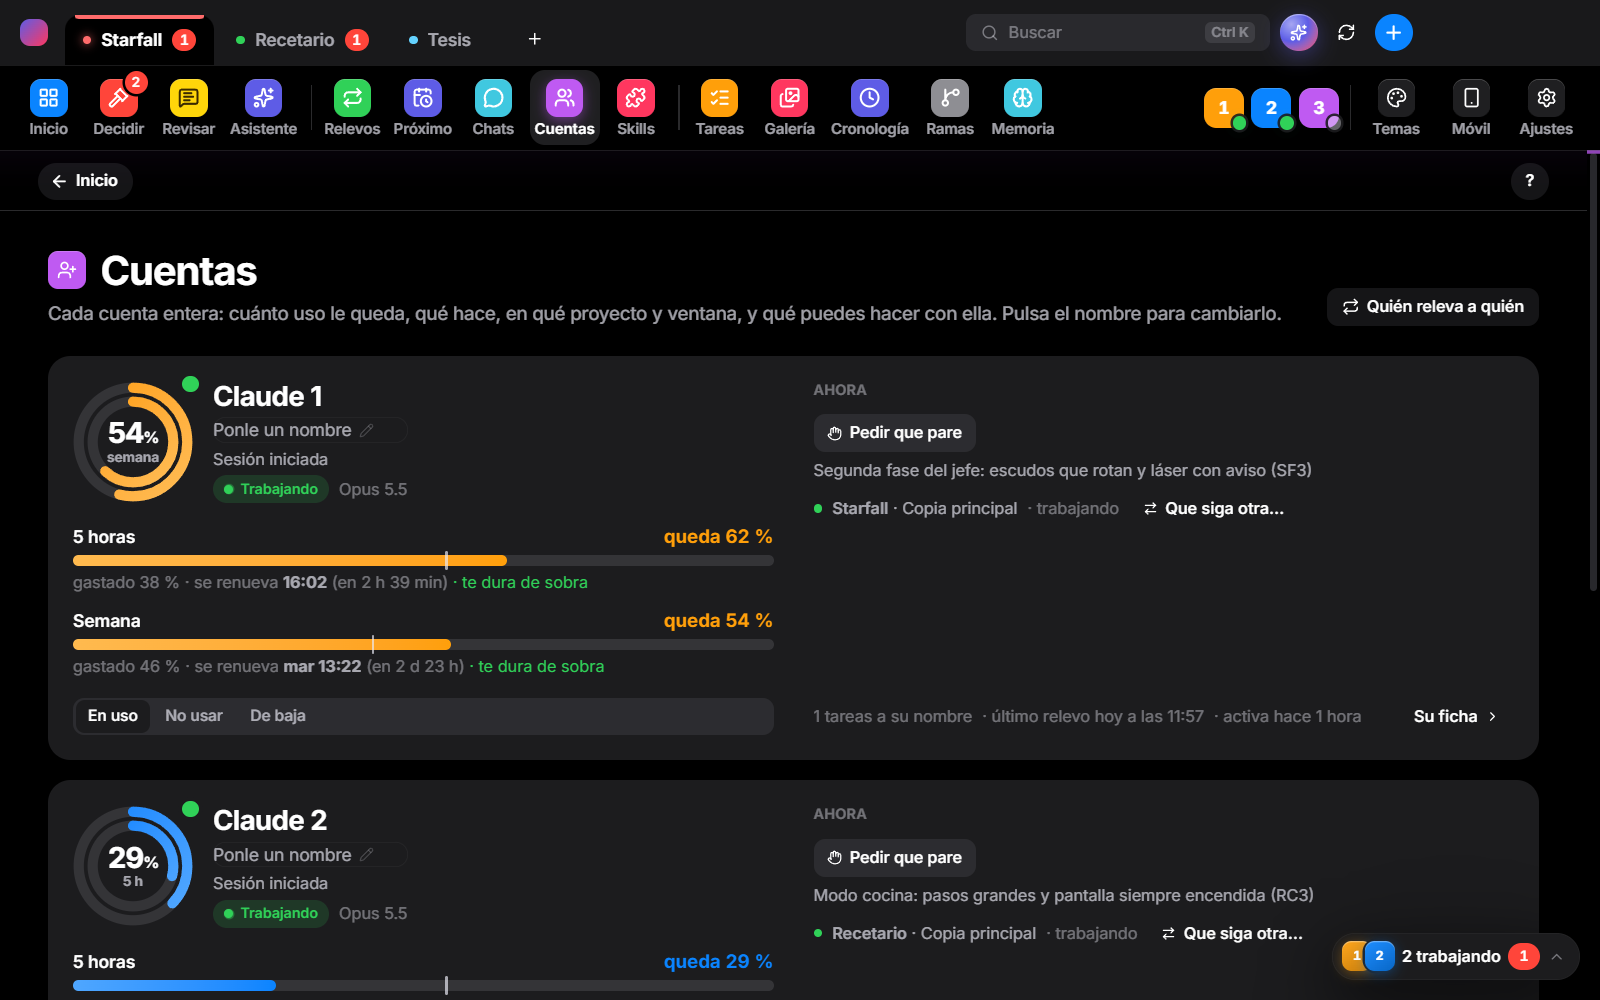 Starfall 1
Recetario 1
Tesis
Buscar Ctrl K
Inicio
Decidir 2
Revisar
Asistente
Relevos
Próximo
Chats
Cuentas
Skills
Tareas
Galería
Cronología
Ramas
Memoria
1 2 3
Temas
Móvil
Ajustes
Inicio
?
Cuentas
Cada cuenta entera: cuánto uso le queda, qué hace, en qué proyecto y ventana, y qué puedes hacer con ella. Pulsa el nombre para cambiarlo.
Quién releva a quién
54%
semana
Claude 1
Ponle un nombre
Sesión iniciada
Trabajando Opus 5.5
5 horas queda 62 %
gastado 38 % · se renueva 16:02 (en 2 h 39 min) · te dura de sobra
Semana queda 54 %
gastado 46 % · se renueva mar 13:22 (en 2 d 23 h) · te dura de sobra
En uso No usar De baja
AHORA
Pedir que pare
Segunda fase del jefe: escudos que rotan y láser con aviso (SF3)
Starfall · Copia principal · trabajando Que siga otra...
1 tareas a su nombre · último relevo hoy a las 11:57 · activa hace 1 hora Su ficha
29%
5 h
Claude 2
Ponle un nombre
Sesión iniciada
Trabajando Opus 5.5
5 horas queda 29 %
AHORA
Pedir que pare
Modo cocina: pasos grandes y pantalla siempre encendida (RC3)
Recetario · Copia principal · trabajando Que siga otra...
1 2 2 trabajando 1